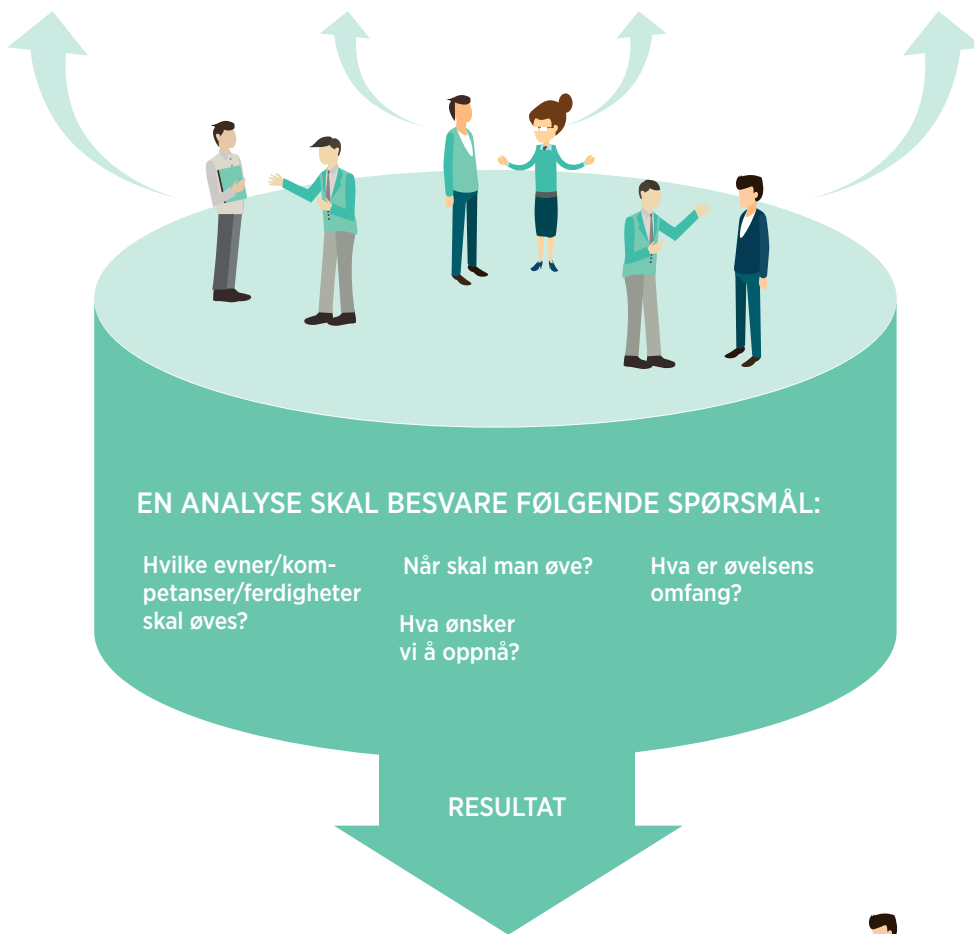 EN ANALYSE SKAL BESVARE FØLGENDE SPØRSMÅL:
Hvilke evner/kom-
petanser/ferdigheter
skal øves?
Når skal man øve?
Hva ønsker
vi å oppnå?
Hva er øvelsens
omfang?
RESULTAT